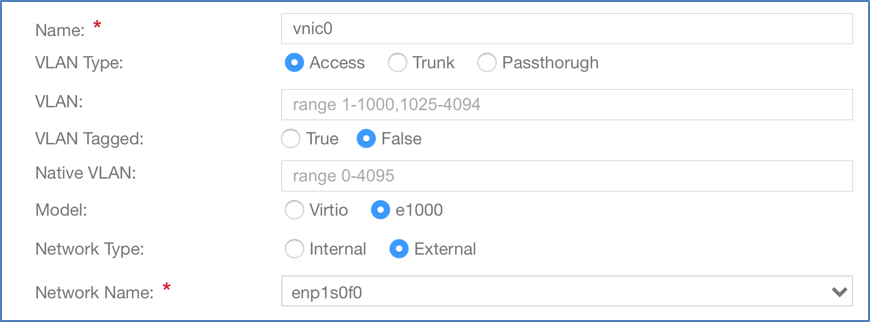 Name: * vnic0
VLAN Type: Access Trunk Passthorugh
VLAN: range 1-1000,1025-4094
VLAN Tagged: True False
Native VLAN: range 0-4095
Model: Virtio e1000
Network Type: Internal External
Network Name: * enp1s0f0